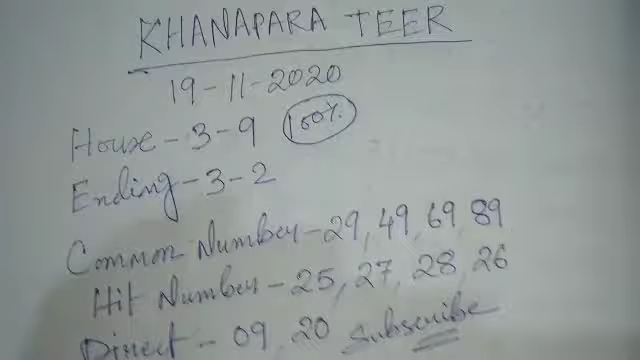 KHANAPARA TEER
19-11-2020
House - 3 - 9 100%
Ending - 3 - 2
Common Number - 29, 49, 69, 89
Hit Number - 25, 27, 28, 26
Direct - 09, 20 Subscribe